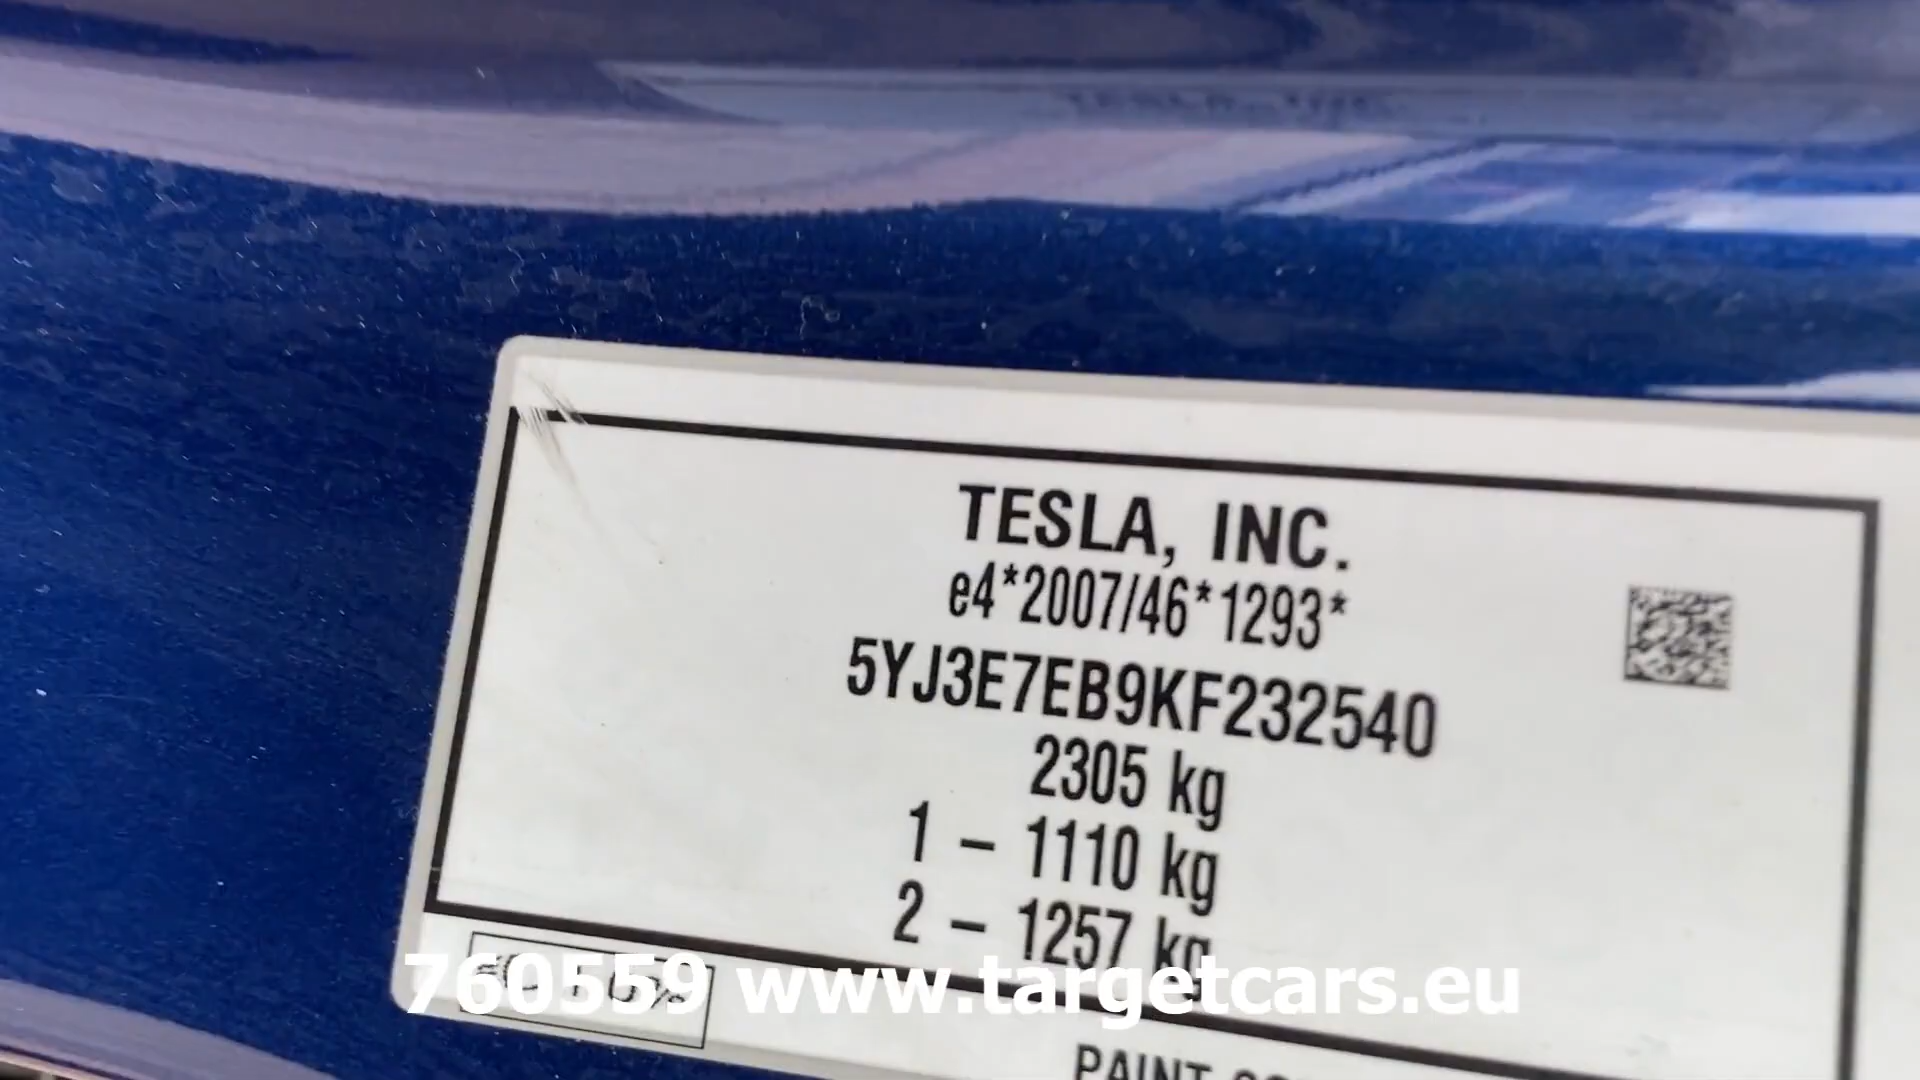 TESLA, INC.
e4*2007/46*1293*
5YJ3E7EB9KF232540
2305 kg
1 – 1110 kg
2 – 1257 kg
760559 www.targetcars.eu
PAINT